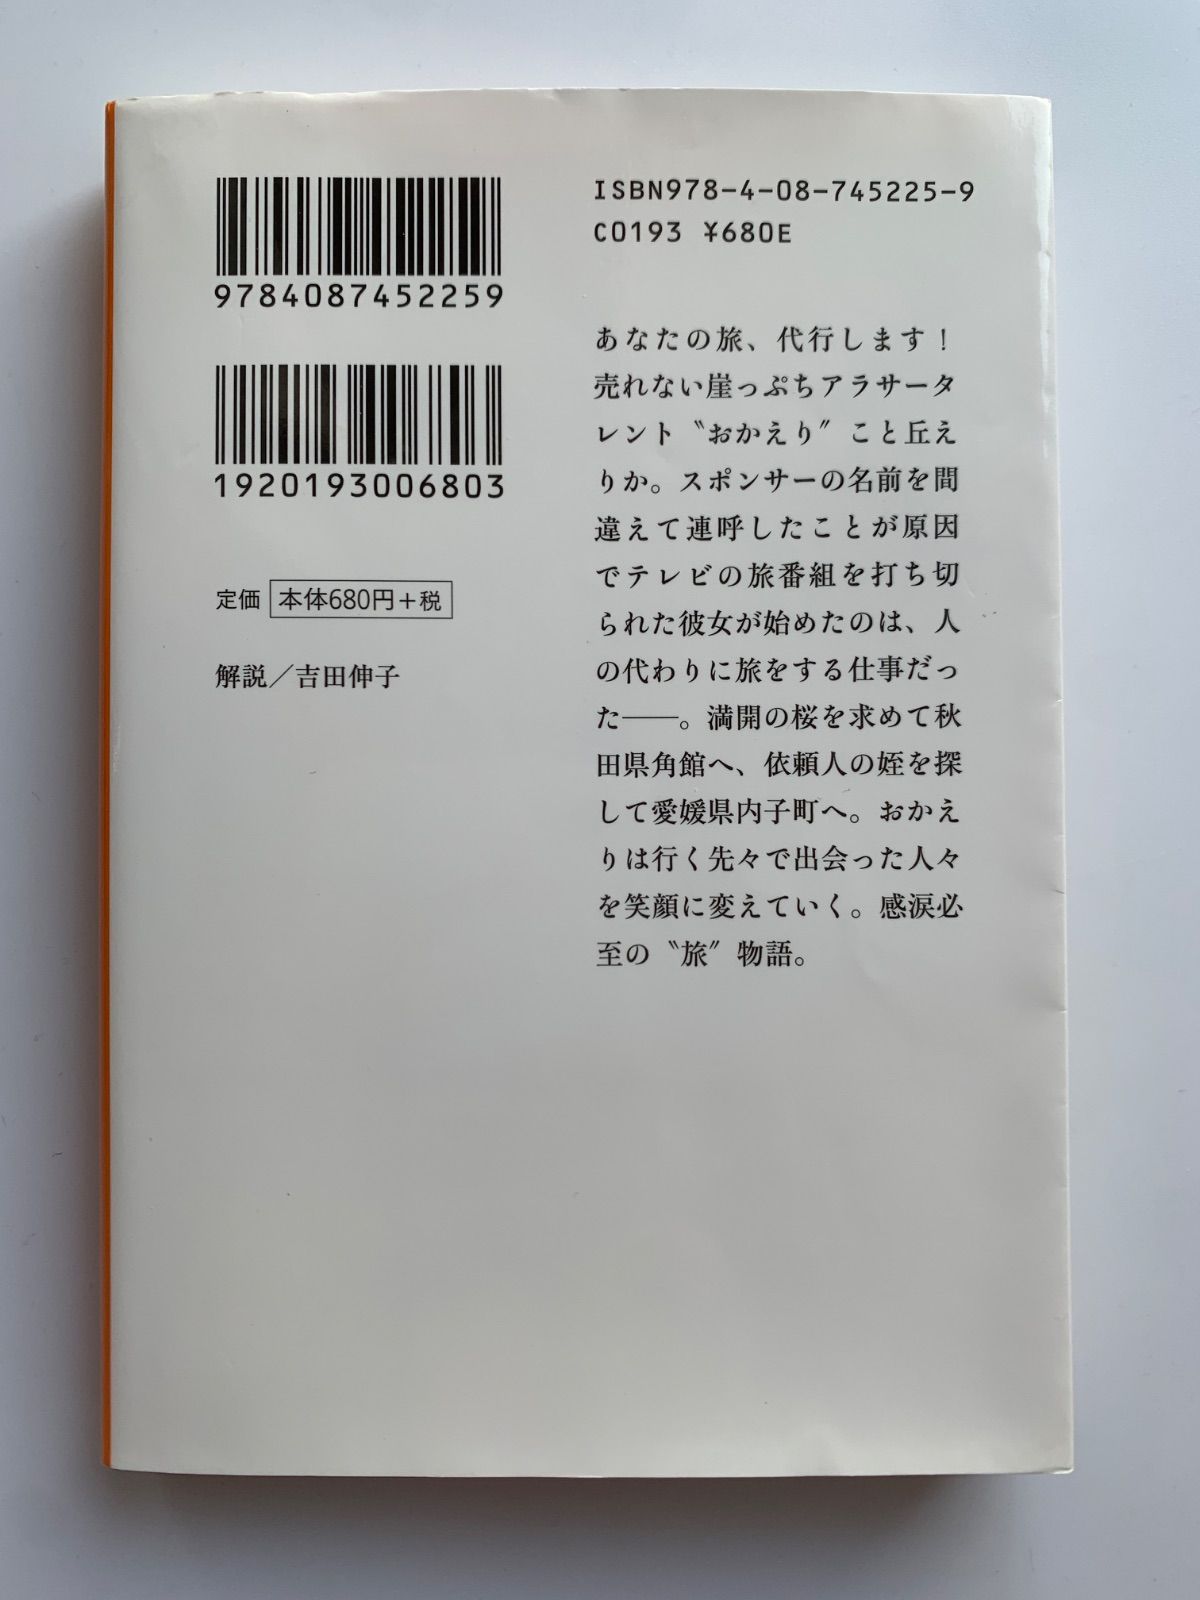 9784087452259
1920193006803
定価 本体680円+税
解説／吉田伸子
ISBN978-4-08-745225-9
C0193 ¥680E
あなたの旅、代行します！
売れない崖っぷちアラサータ
レント〝おかえり〟こと丘え
りか。スポンサーの名前を間
違えて連呼したことが原因
でテレビの旅番組を打ち切
られた彼女が始めたのは、人
の代わりに旅をする仕事だっ
た――。満開の桜を求めて秋
田県角館へ、依頼人の姪を探
して愛媛県内子町へ。おかえ
りは行く先々で出会った人々
を笑顔に変えていく。感涙必
至の〝旅〟物語。